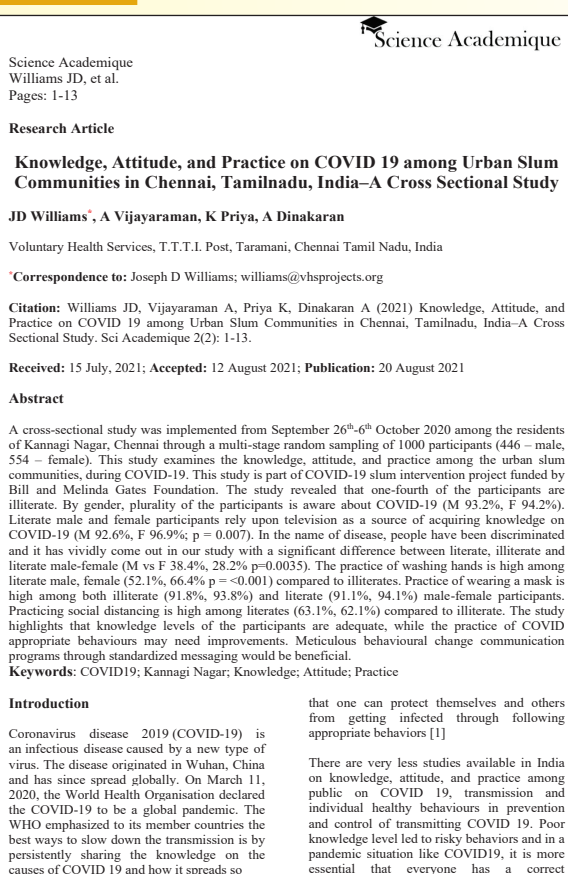 Science Academique
Science Academique
Williams JD, et al.
Pages: 1-13
Research Article
Knowledge, Attitude, and Practice on COVID 19 among Urban Slum
Communities in Chennai, Tamilnadu, India–A Cross Sectional Study
JD Williams*, A Vijayaraman, K Priya, A Dinakaran
Voluntary Health Services, T.T.T.I. Post, Taramani, Chennai Tamil Nadu, India
*Correspondence to: Joseph D Williams; williams@vhsprojects.org
Citation: Williams JD, Vijayaraman A, Priya K, Dinakaran A (2021) Knowledge, Attitude, and
Practice on COVID 19 among Urban Slum Communities in Chennai, Tamilnadu, India–A Cross
Sectional Study. Sci Academique 2(2): 1-13.
Received: 15 July, 2021; Accepted: 12 August 2021; Publication: 20 August 2021
Abstract
A cross-sectional study was implemented from September 26th-6th October 2020 among the residents
of Kannagi Nagar, Chennai through a multi-stage random sampling of 1000 participants (446 – male,
554 – female). This study examines the knowledge, attitude, and practice among the urban slum
communities, during COVID-19. This study is part of COVID-19 slum intervention project funded by
Bill and Melinda Gates Foundation. The study revealed that one-fourth of the participants are
illiterate. By gender, plurality of the participants is aware about COVID-19 (M 93.2%, F 94.2%).
Literate male and female participants rely upon television as a source of acquiring knowledge on
COVID-19 (M 92.6%, F 96.9%; p = 0.007). In the name of disease, people have been discriminated
and it has vividly come out in our study with a significant difference between literate, illiterate and
literate male-female (M vs F 38.4%, 28.2% p=0.0035). The practice of washing hands is high among
literate male, female (52.1%, 66.4% p = <0.001) compared to illiterates. Practice of wearing a mask is
high among both illiterate (91.8%, 93.8%) and literate (91.1%, 94.1%) male-female participants.
Practicing social distancing is high among literates (63.1%, 62.1%) compared to illiterate. The study
highlights that knowledge levels of the participants are adequate, while the practice of COVID
appropriate behaviours may need improvements. Meticulous behavioural change communication
programs through standardized messaging would be beneficial.
Keywords: COVID19; Kannagi Nagar; Knowledge; Attitude; Practice
Introduction
Coronavirus disease 2019 (COVID-19) is
an infectious disease caused by a new type of
virus. The disease originated in Wuhan, China
and has since spread globally. On March 11,
2020, the World Health Organisation declared
the COVID-19 to be a global pandemic. The
WHO emphasized to its member countries the
best ways to slow down the transmission is by
persistently sharing the knowledge on the
causes of COVID 19 and how it spreads so
that one can protect themselves and others
from getting infected through following
appropriate behaviors [1]
There are very less studies available in India
on knowledge, attitude, and practice among
public on COVID 19, transmission and
individual healthy behaviours in prevention
and control of transmitting COVID 19. Poor
knowledge level led to risky behaviors and in a
pandemic situation like COVID19, it is more
essential that everyone has a correct